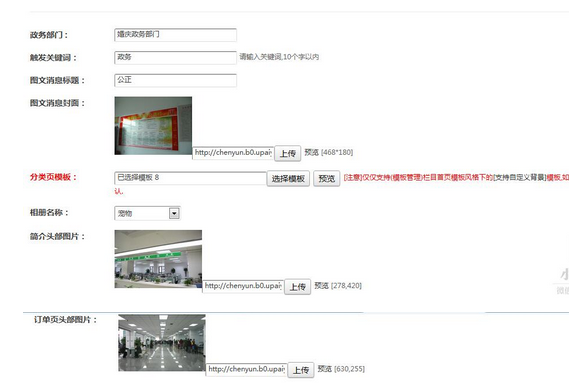 政务部门： 婚庆政务部门
触发关键词： 政务 请输入关键词,10个字以内
图文消息标题： 公正
图文消息封面：
http://chenyun.b0.upaiy 上传 预览 [468*180]
分类页模板： 已选择模板 8 选择模板 预览 [注意]仅仅支持(模板管理)栏目首页模板风格下的[支持自定义背景]模板,如
认,
相册名称： 宠物
简介头部图片：
http://chenyun.b0.upaiy 上传 预览 [278,420]
订单页头部图片：
http://chenyun.b0.upaiy 上传 预览 [630,255]